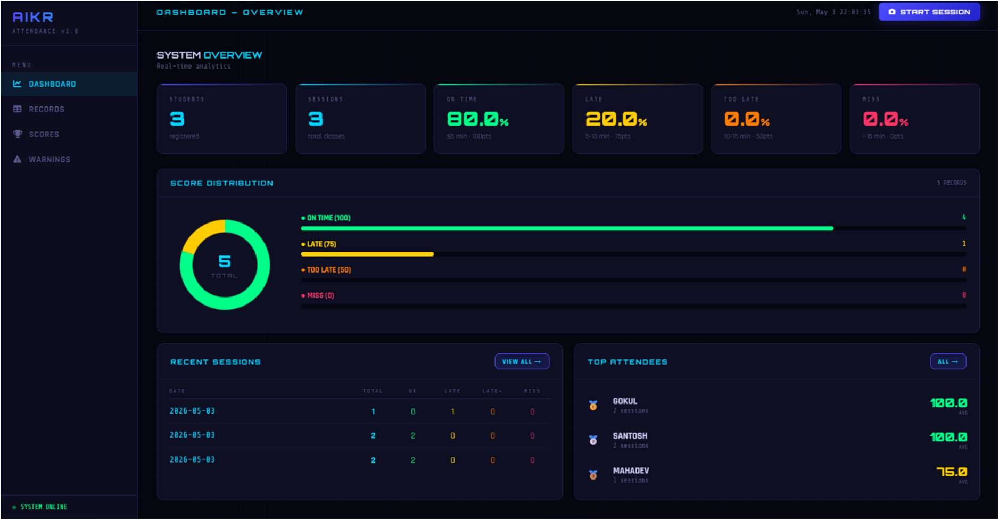 AIKR
ATTENDANCE v2.0
MENU
DASHBOARD
RECORDS
SCORES
WARNINGS
SYSTEM ONLINE
DASHBOARD — OVERVIEW
Sun, May 3 22:03:35
START SESSION
SYSTEM OVERVIEW
Real-time analytics
STUDENTS
3
registered
SESSIONS
3
total classes
ON TIME
80.0%
≤5 min · 100pts
LATE
20.0%
5-10 min · 75pts
TOO LATE
0.0%
10-15 min · 50pts
MISS
0.0%
>15 min · 0pts
SCORE DISTRIBUTION
5 RECORDS
5
TOTAL
ON TIME (100) 4
LATE (75) 1
TOO LATE (50) 0
MISS (0) 0
RECENT SESSIONS
VIEW ALL →
DATE TOTAL OK LATE LATE+ MISS
2026-05-03 1 0 1 0 0
2026-05-03 2 2 0 0 0
2026-05-03 2 2 0 0 0
TOP ATTENDEES
ALL →
GOKUL
2 sessions
100.0
AVG
SANTOSH
2 sessions
100.0
AVG
MAHADEV
1 sessions
75.0
AVG